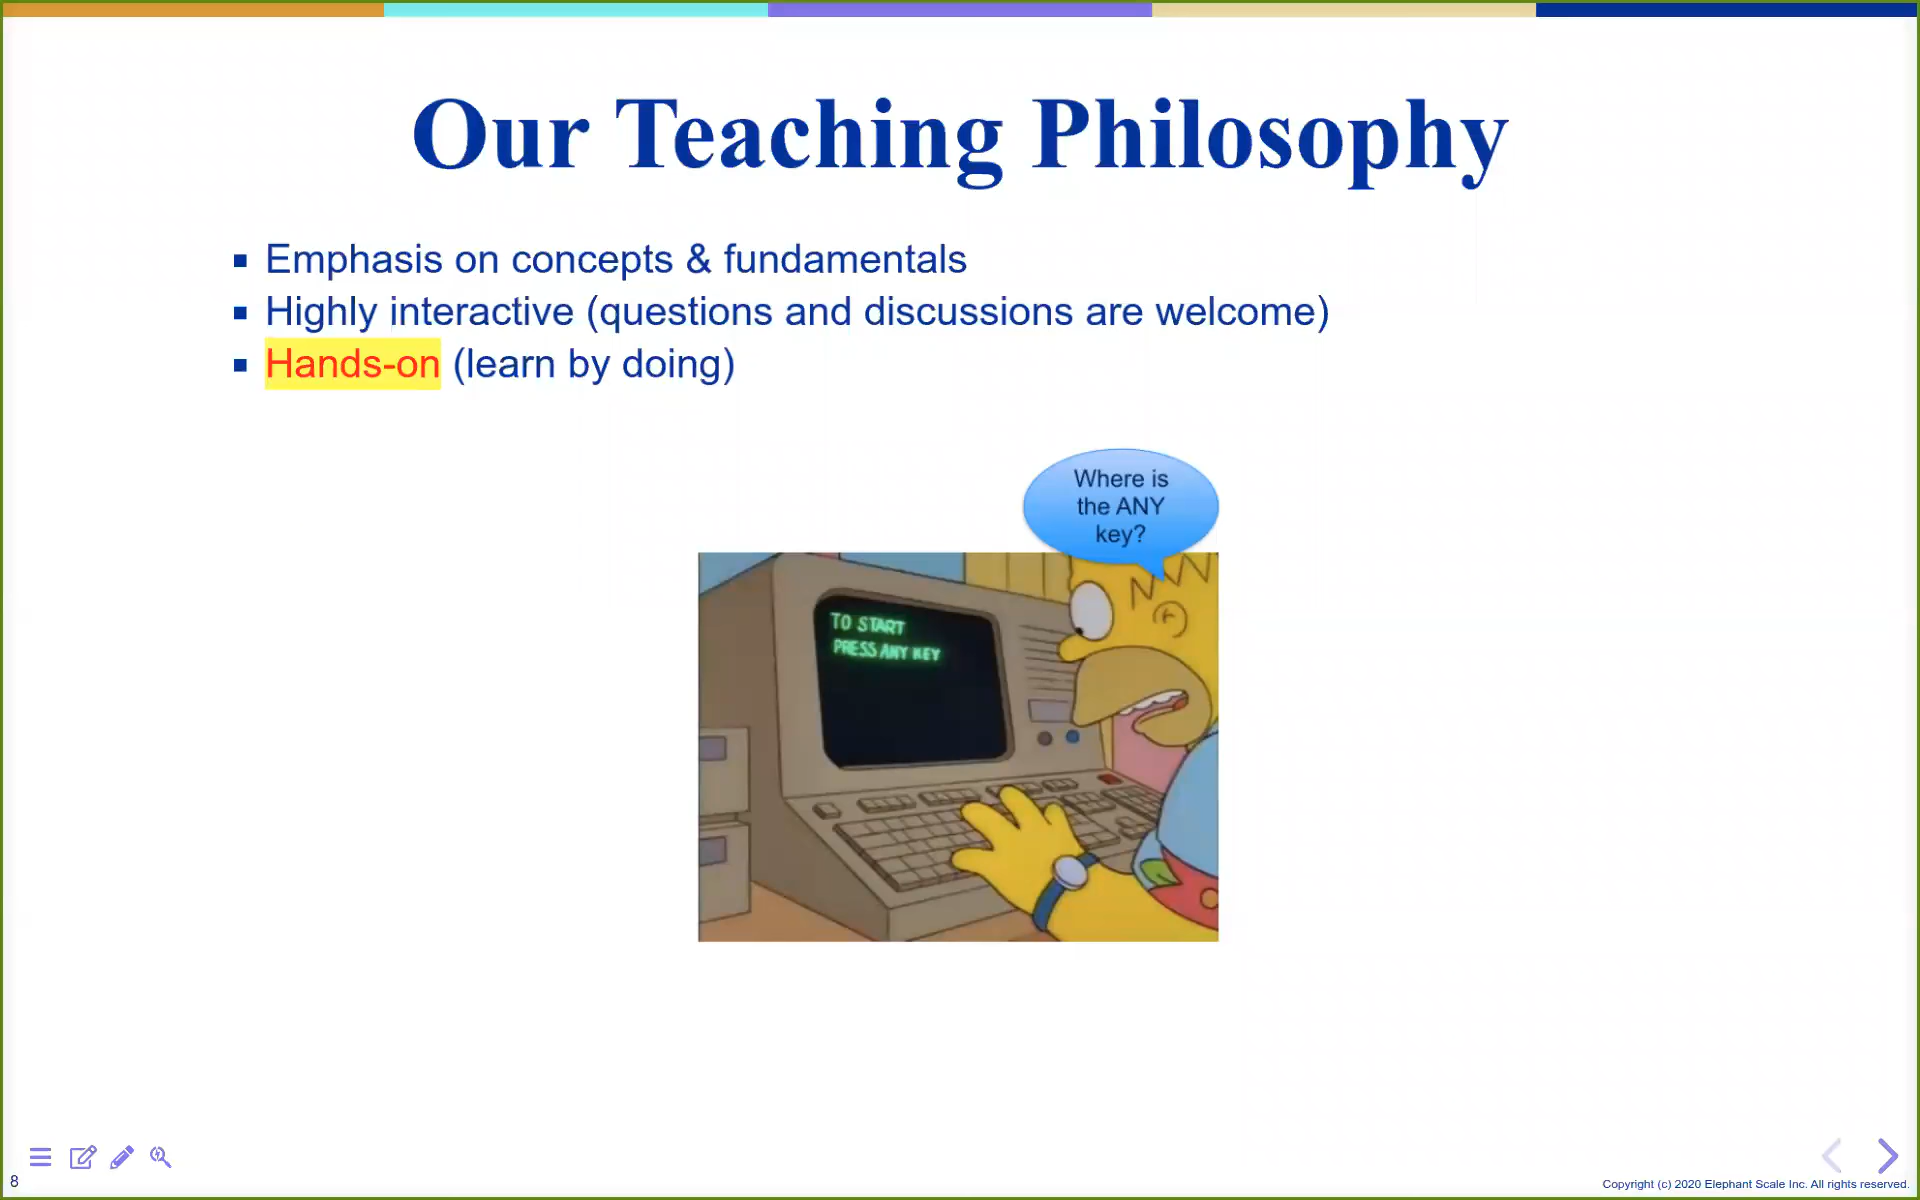 Our Teaching Philosophy
Emphasis on concepts & fundamentals
Highly interactive (questions and discussions are welcome)
Hands-on (learn by doing)
Where is
the ANY
key?
TO START
PRESS ANY KEY
8
Copyright (c) 2020 Elephant Scale Inc. All rights reserved.